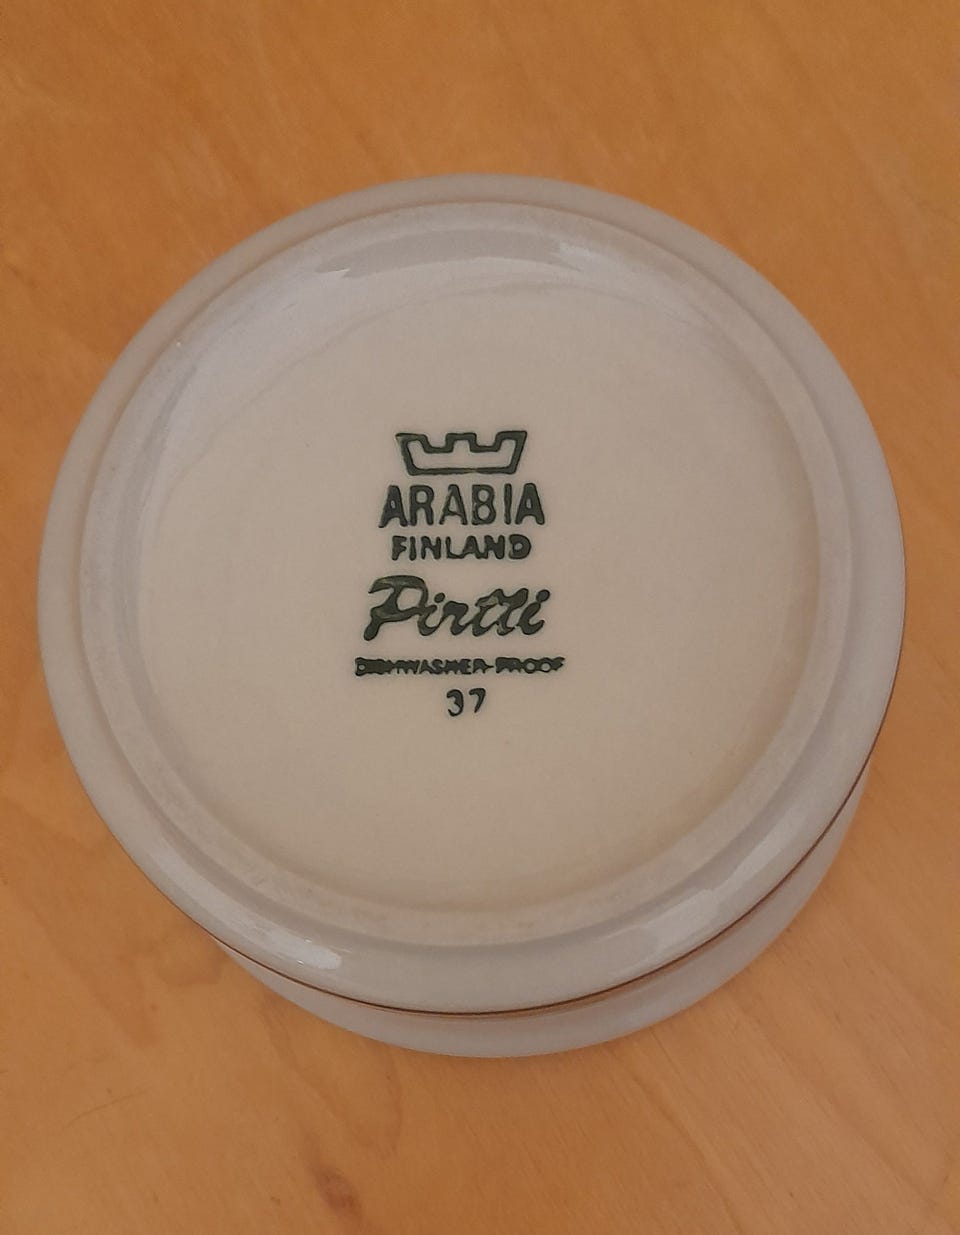 ARABIA
FINLAND
Pirtti
DISHWASHER-PROOF
37